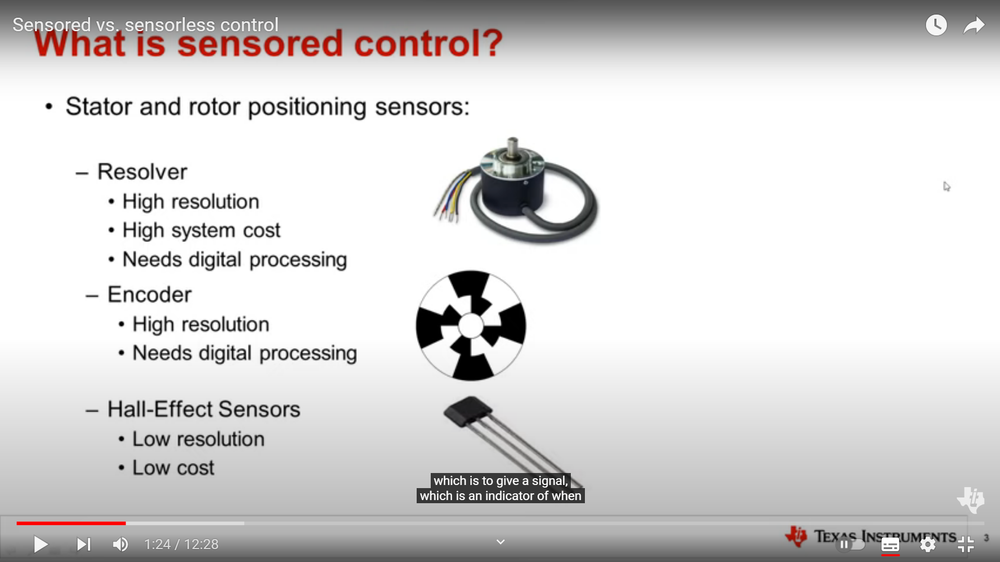 Sensored vs. sensorless control
What is sensored control?
• Stator and rotor positioning sensors:
– Resolver
• High resolution
• High system cost
• Needs digital processing
– Encoder
• High resolution
• Needs digital processing
– Hall-Effect Sensors
• Low resolution
• Low cost
which is to give a signal,
which is an indicator of when
1:24 / 12:28
TEXAS INSTRUMENTS
3